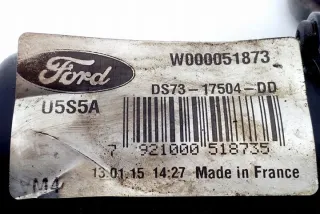 Ford
W000051873
U5S5A
DS73-17504-DD
7 921000 518735
13.01.15 14:27 Made in France
M4